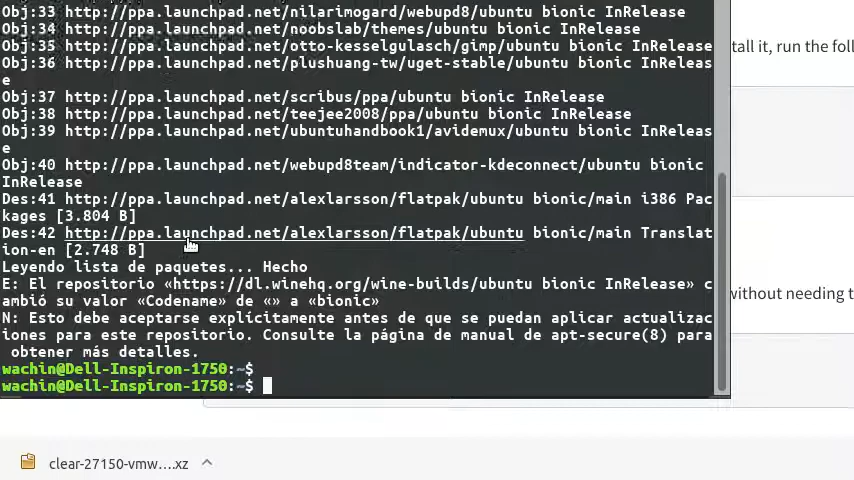 Obj:33 http://ppa.launchpad.net/nilarimogard/webupd8/ubuntu bionic InRelease
Obj:34 http://ppa.launchpad.net/noobslab/themes/ubuntu bionic InRelease
Obj:35 http://ppa.launchpad.net/otto-kesselgulasch/gimp/ubuntu bionic InRelease
Obj:36 http://ppa.launchpad.net/plushuang-tw/uget-stable/ubuntu bionic InReleas
e
Obj:37 http://ppa.launchpad.net/scribus/ppa/ubuntu bionic InRelease
Obj:38 http://ppa.launchpad.net/teejee2008/ppa/ubuntu bionic InRelease
Obj:39 http://ppa.launchpad.net/ubuntuhandbook1/avidemux/ubuntu bionic InReleas
e
Obj:40 http://ppa.launchpad.net/webupd8team/indicator-kdeconnect/ubuntu bionic
InRelease
Des:41 http://ppa.launchpad.net/alexlarsson/flatpak/ubuntu bionic/main i386 Pac
kages [3.804 B]
Des:42 http://ppa.launchpad.net/alexlarsson/flatpak/ubuntu bionic/main Translat
ion-en [2.748 B]
Leyendo lista de paquetes... Hecho
E: El repositorio «https://dl.winehq.org/wine-builds/ubuntu bionic InRelease» c
ambió su valor «Codename» de «» a «bionic»
N: Esto debe aceptarse explícitamente antes de que se puedan aplicar actualizac
iones para este repositorio. Consulte la página de manual de apt-secure(8) para
 obtener más detalles.
wachin@Dell-Inspiron-1750:~$
wachin@Dell-Inspiron-1750:~$
tall it, run the foll
without needing t
clear-27150-vmw....xz